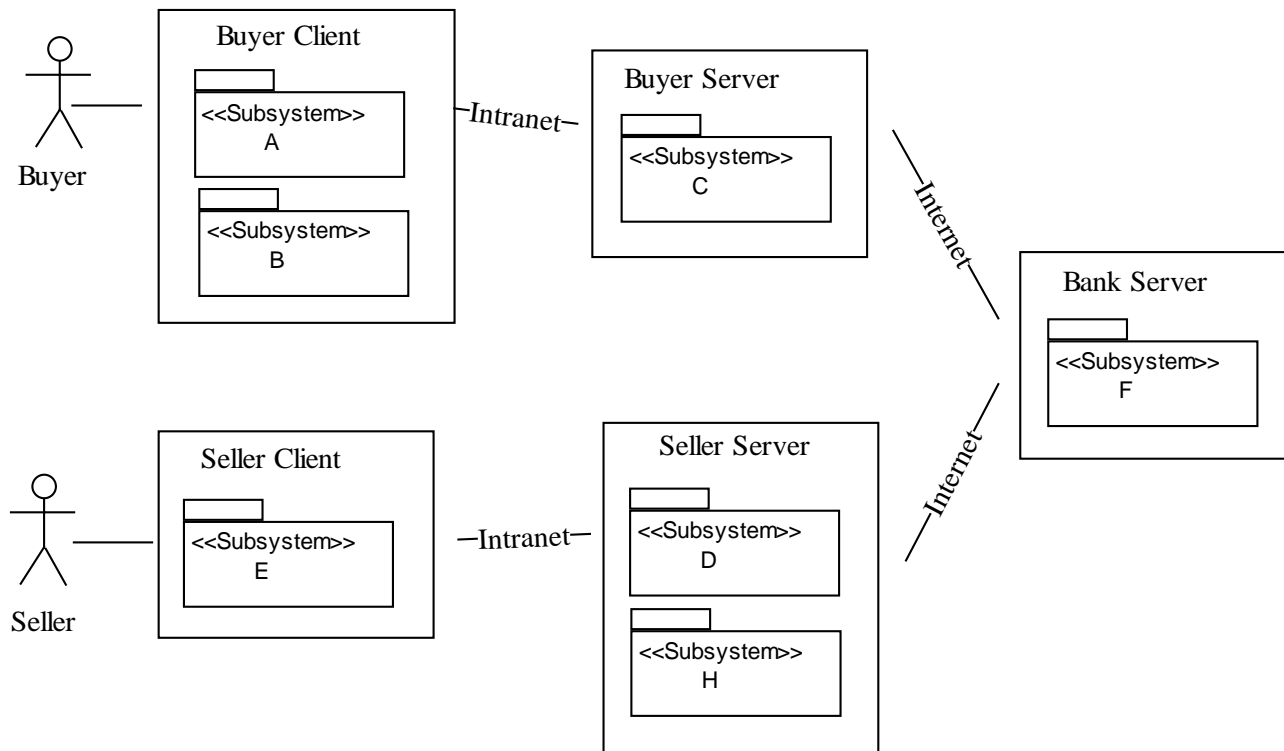 Buyer Client
<<Subsystem>>
A
<<Subsystem>>
B
Buyer
Intranet
Buyer Server
<<Subsystem>>
C
Internet
Bank Server
<<Subsystem>>
F
Seller Client
<<Subsystem>>
E
Seller
Intranet
Seller Server
<<Subsystem>>
D
<<Subsystem>>
H
Internet